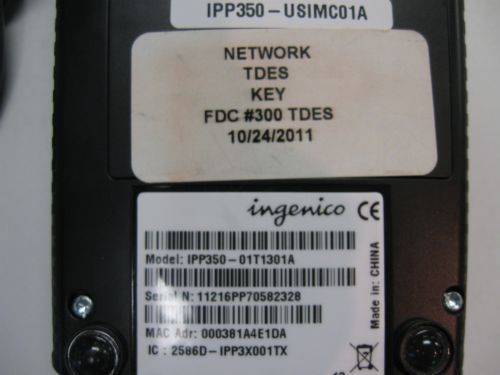 IPP350-USIMC01A
NETWORK
TDES
KEY
FDC #300 TDES
10/24/2011
ingenico CE
Model: IPP350-01T1301A
Serial N: 11216PP70582328
MAC Adr: 000381A4E1DA
IC : 2586D-IPP3X001TX
Made in: CHINA